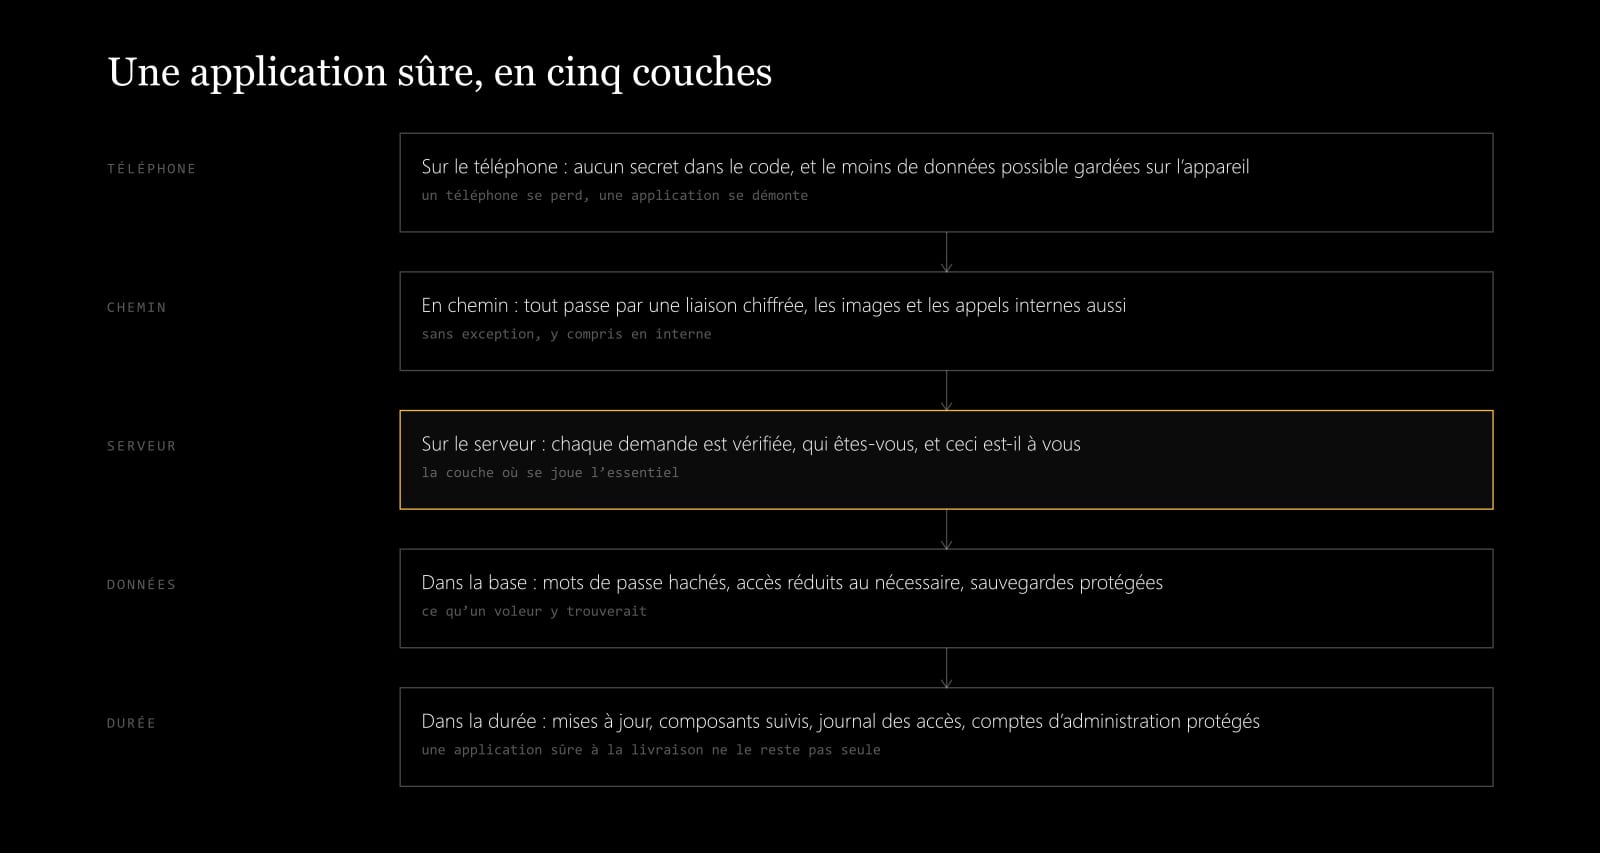 Une application sûre, en cinq couches
TÉLÉPHONE
Sur le téléphone : aucun secret dans le code, et le moins de données possible gardées sur l’appareil
un téléphone se perd, une application se démonte
CHEMIN
En chemin : tout passe par une liaison chiffrée, les images et les appels internes aussi
sans exception, y compris en interne
SERVEUR
Sur le serveur : chaque demande est vérifiée, qui êtes-vous, et ceci est-il à vous
la couche où se joue l’essentiel
DONNÉES
Dans la base : mots de passe hachés, accès réduits au nécessaire, sauvegardes protégées
ce qu’un voleur y trouverait
DURÉE
Dans la durée : mises à jour, composants suivis, journal des accès, comptes d’administration protégés
une application sûre à la livraison ne le reste pas seule